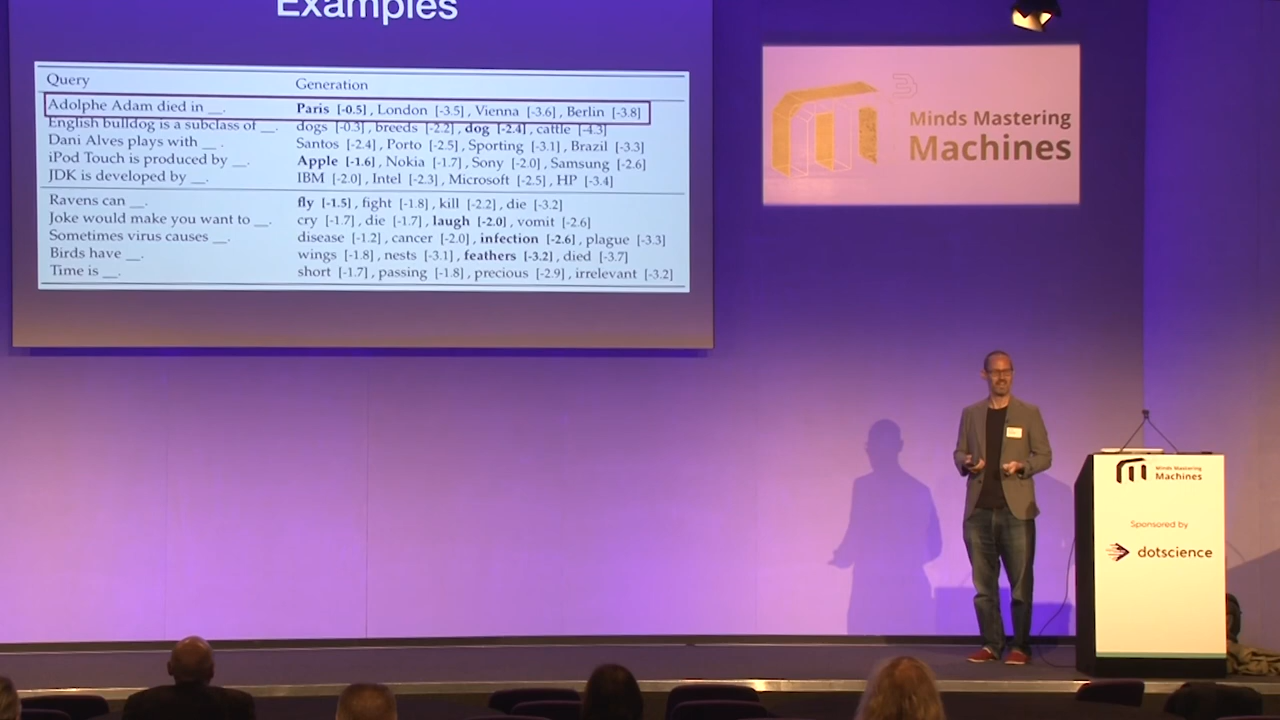 Examples
Query Generation
Adolphe Adam died in __. Paris [-0.5] , London [-3.5] , Vienna [-3.6] , Berlin [-3.8]
English bulldog is a subclass of __. dogs [-0.3] , breeds [-2.2] , dog [-2.4] , cattle [-4.3]
Dani Alves plays with __ . Santos [-2.4] , Porto [-2.5] , Sporting [-3.1] , Brazil [-3.3]
iPod Touch is produced by __. Apple [-1.6] , Nokia [-1.7] , Sony [-2.0] , Samsung [-2.6]
JDK is developed by __. IBM [-2.0] , Intel [-2.3] , Microsoft [-2.5] , HP [-3.4]
Ravens can __. fly [-1.5] , fight [-1.8] , kill [-2.2] , die [-3.2]
Joke would make you want to __. cry [-1.7] , die [-1.7] , laugh [-2.0] , vomit [-2.6]
Sometimes virus causes __. disease [-1.2] , cancer [-2.0] , infection [-2.6] , plague [-3.3]
Birds have __. wings [-1.8] , nests [-3.1] , feathers [-3.2] , died [-3.7]
Time is __. short [-1.7] , passing [-1.8] , precious [-2.9] , irrelevant [-3.2]
Minds Mastering
Machines
Minds Mastering
Machines
Sponsored by
dotscience